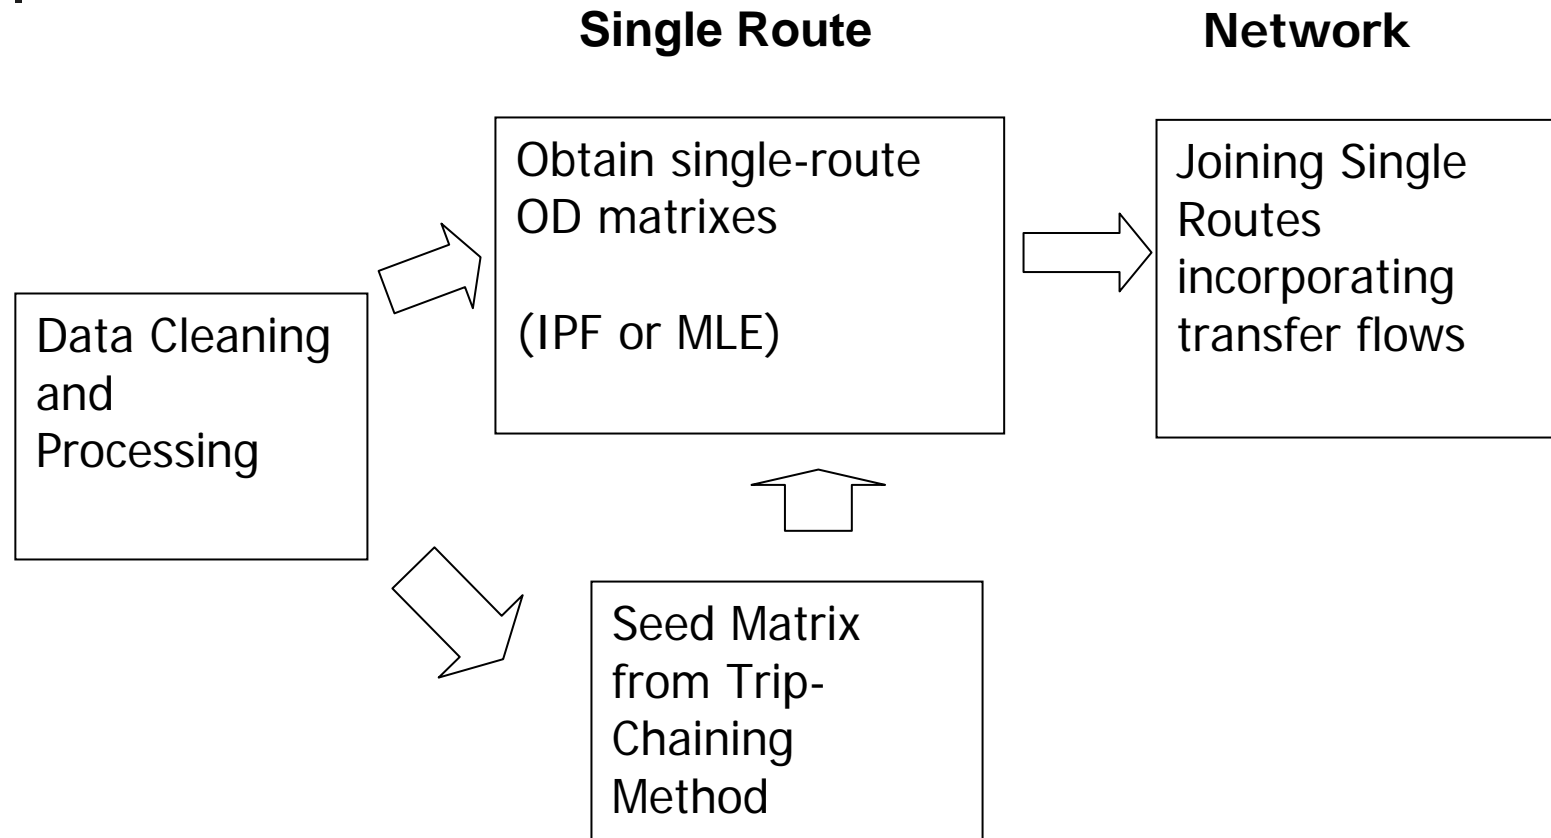 Single Route
Network
Data Cleaning
and
Processing
Obtain single-route
OD matrixes
(IPF or MLE)
Seed Matrix
from Trip-
Chaining
Method
Joining Single
Routes
incorporating
transfer flows